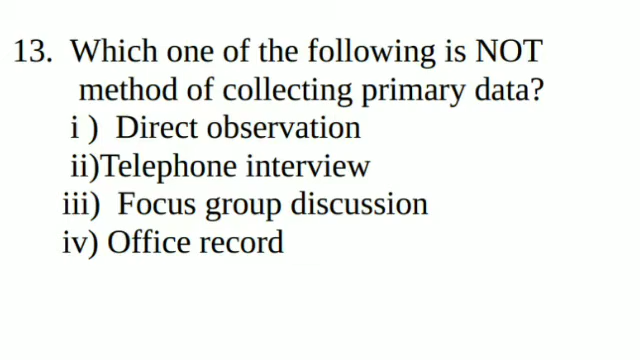 13. Which one of the following is NOT
method of collecting primary data?
i ) Direct observation
ii)Telephone interview
iii) Focus group discussion
iv) Office record